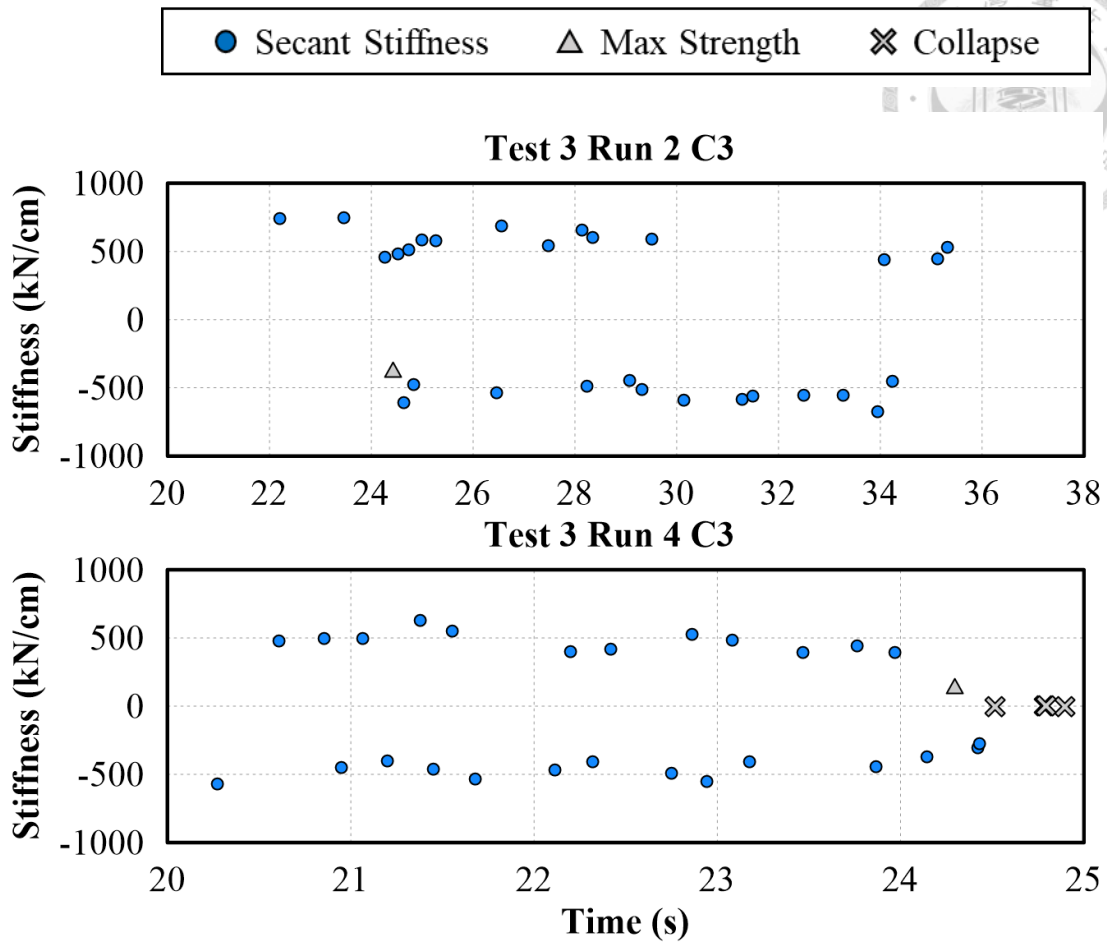 Secant Stiffness Max Strength Collapse
Test 3 Run 2 C3
Stiffness (kN/cm)
1000
500
0
-500
-1000
20 22 24 26 28 30 32 34 36 38
Test 3 Run 4 C3
Stiffness (kN/cm)
1000
500
0
-500
-1000
20 21 22 23 24 25
Time (s)